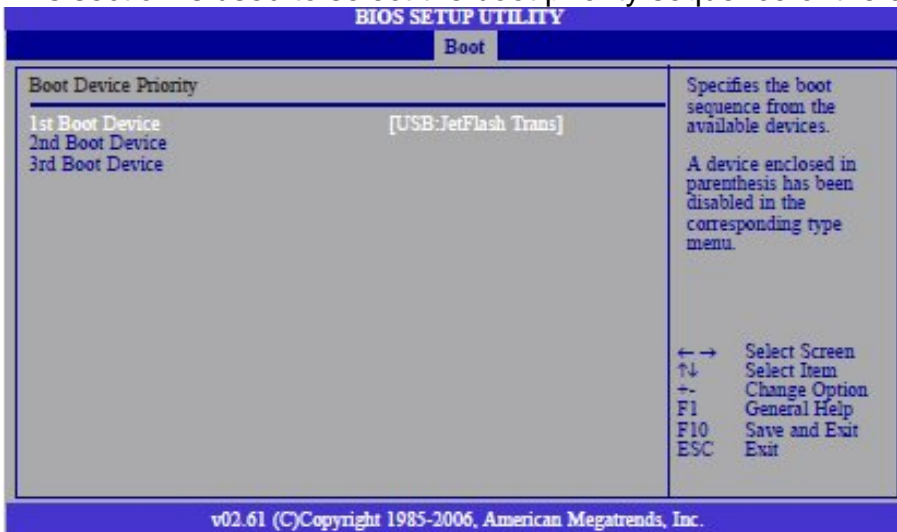 BIOS SETUP UTILITY
Boot
Boot Device Priority
1st Boot Device [USB:JetFlash Trans]
2nd Boot Device
3rd Boot Device
Specifies the boot
sequence from the
available devices.
A device enclosed in
parenthesis has been
disabled in the
corresponding type
menu.
←→ Select Screen
↑↓ Select Item
+- Change Option
F1 General Help
F10 Save and Exit
ESC Exit
v02.61 (C)Copyright 1985-2006, American Megatrends, Inc.